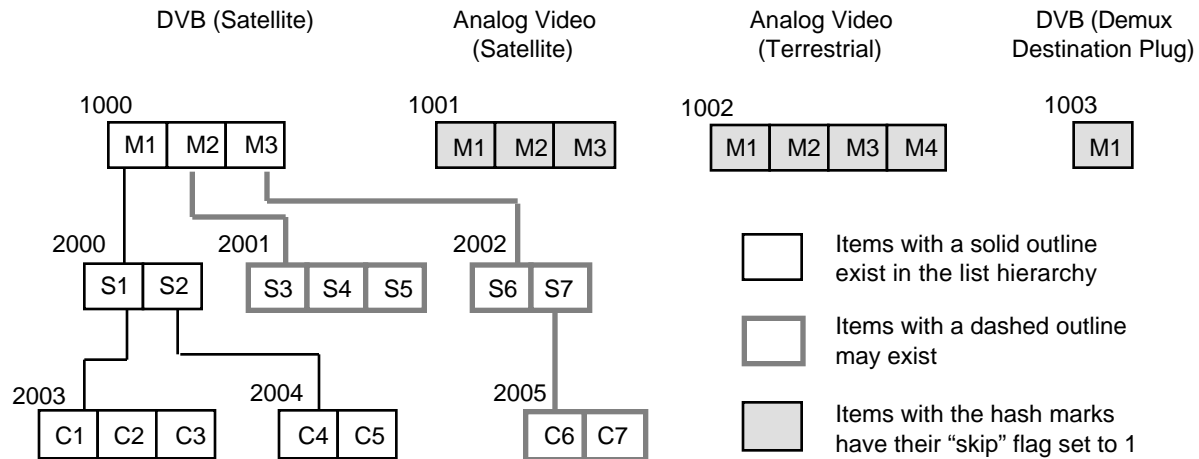 DVB (Satellite)
Analog Video
(Satellite)
Analog Video
(Terrestrial)
DVB (Demux
Destination Plug)
1000
M1 M2 M3
1001
M1 M2 M3
1002
M1 M2 M3 M4
1003
M1
2000
S1 S2
2001
S3 S4 S5
2002
S6 S7
2003
C1 C2 C3
2004
C4 C5
2005
C6 C7
Items with a solid outline
exist in the list hierarchy
Items with a dashed outline
may exist
Items with the hash marks
have their “skip” flag set to 1